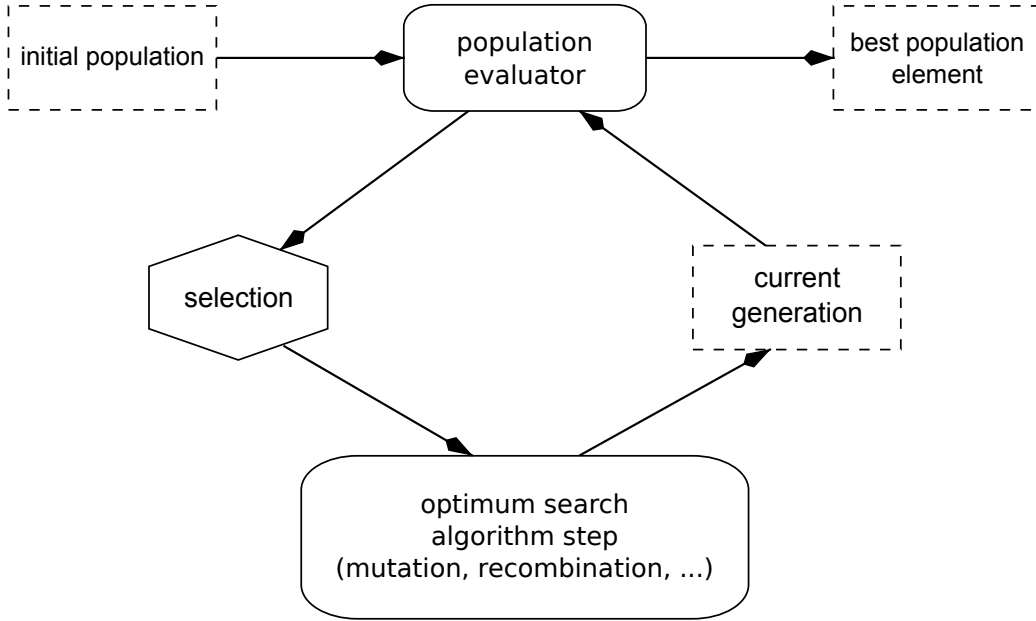 initial population
population
evaluator
best population
element
selection
current
generation
optimum search
algorithm step
(mutation, recombination, ...)